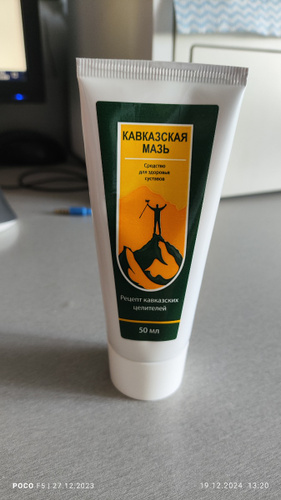 КАВКАЗСКАЯ
МАЗЬ
Средство
для здоровья
суставов
Рецепт кавказских
целителей
50 мл
POCO F5 | 27.12.2023
19.12.2024 13:20